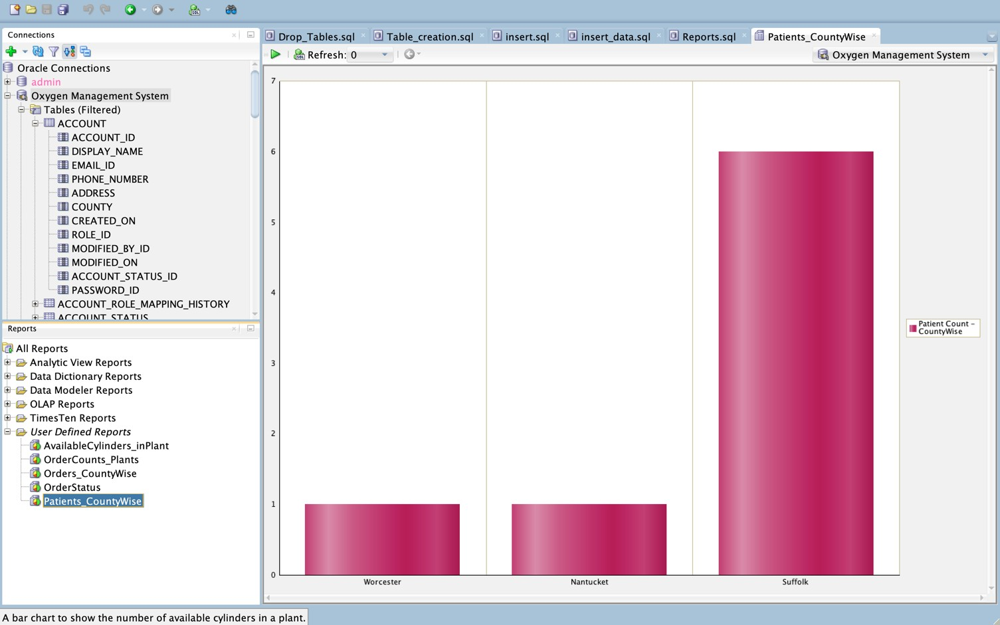 Connections
Oracle Connections
admin
Oxygen Management System
Tables (Filtered)
ACCOUNT
ACCOUNT_ID
DISPLAY_NAME
EMAIL_ID
PHONE_NUMBER
ADDRESS
COUNTY
CREATED_ON
ROLE_ID
MODIFIED_BY_ID
MODIFIED_ON
ACCOUNT_STATUS_ID
PASSWORD_ID
ACCOUNT_ROLE_MAPPING_HISTORY
ACCOUNT_STATUS
Reports
All Reports
Analytic View Reports
Data Dictionary Reports
Data Modeler Reports
OLAP Reports
TimesTen Reports
User Defined Reports
AvailableCylinders_inPlant
OrderCounts_Plants
Orders_CountyWise
OrderStatus
Patients_CountyWise
Drop_Tables.sql Table_creation.sql insert.sql insert_data.sql Reports.sql Patients_CountyWise
SQL Refresh: 0 Oxygen Management System
7
6
5
4
3
2
1
0
Worcester Nantucket Suffolk
Patient Count –
CountyWise
A bar chart to show the number of available cylinders in a plant.